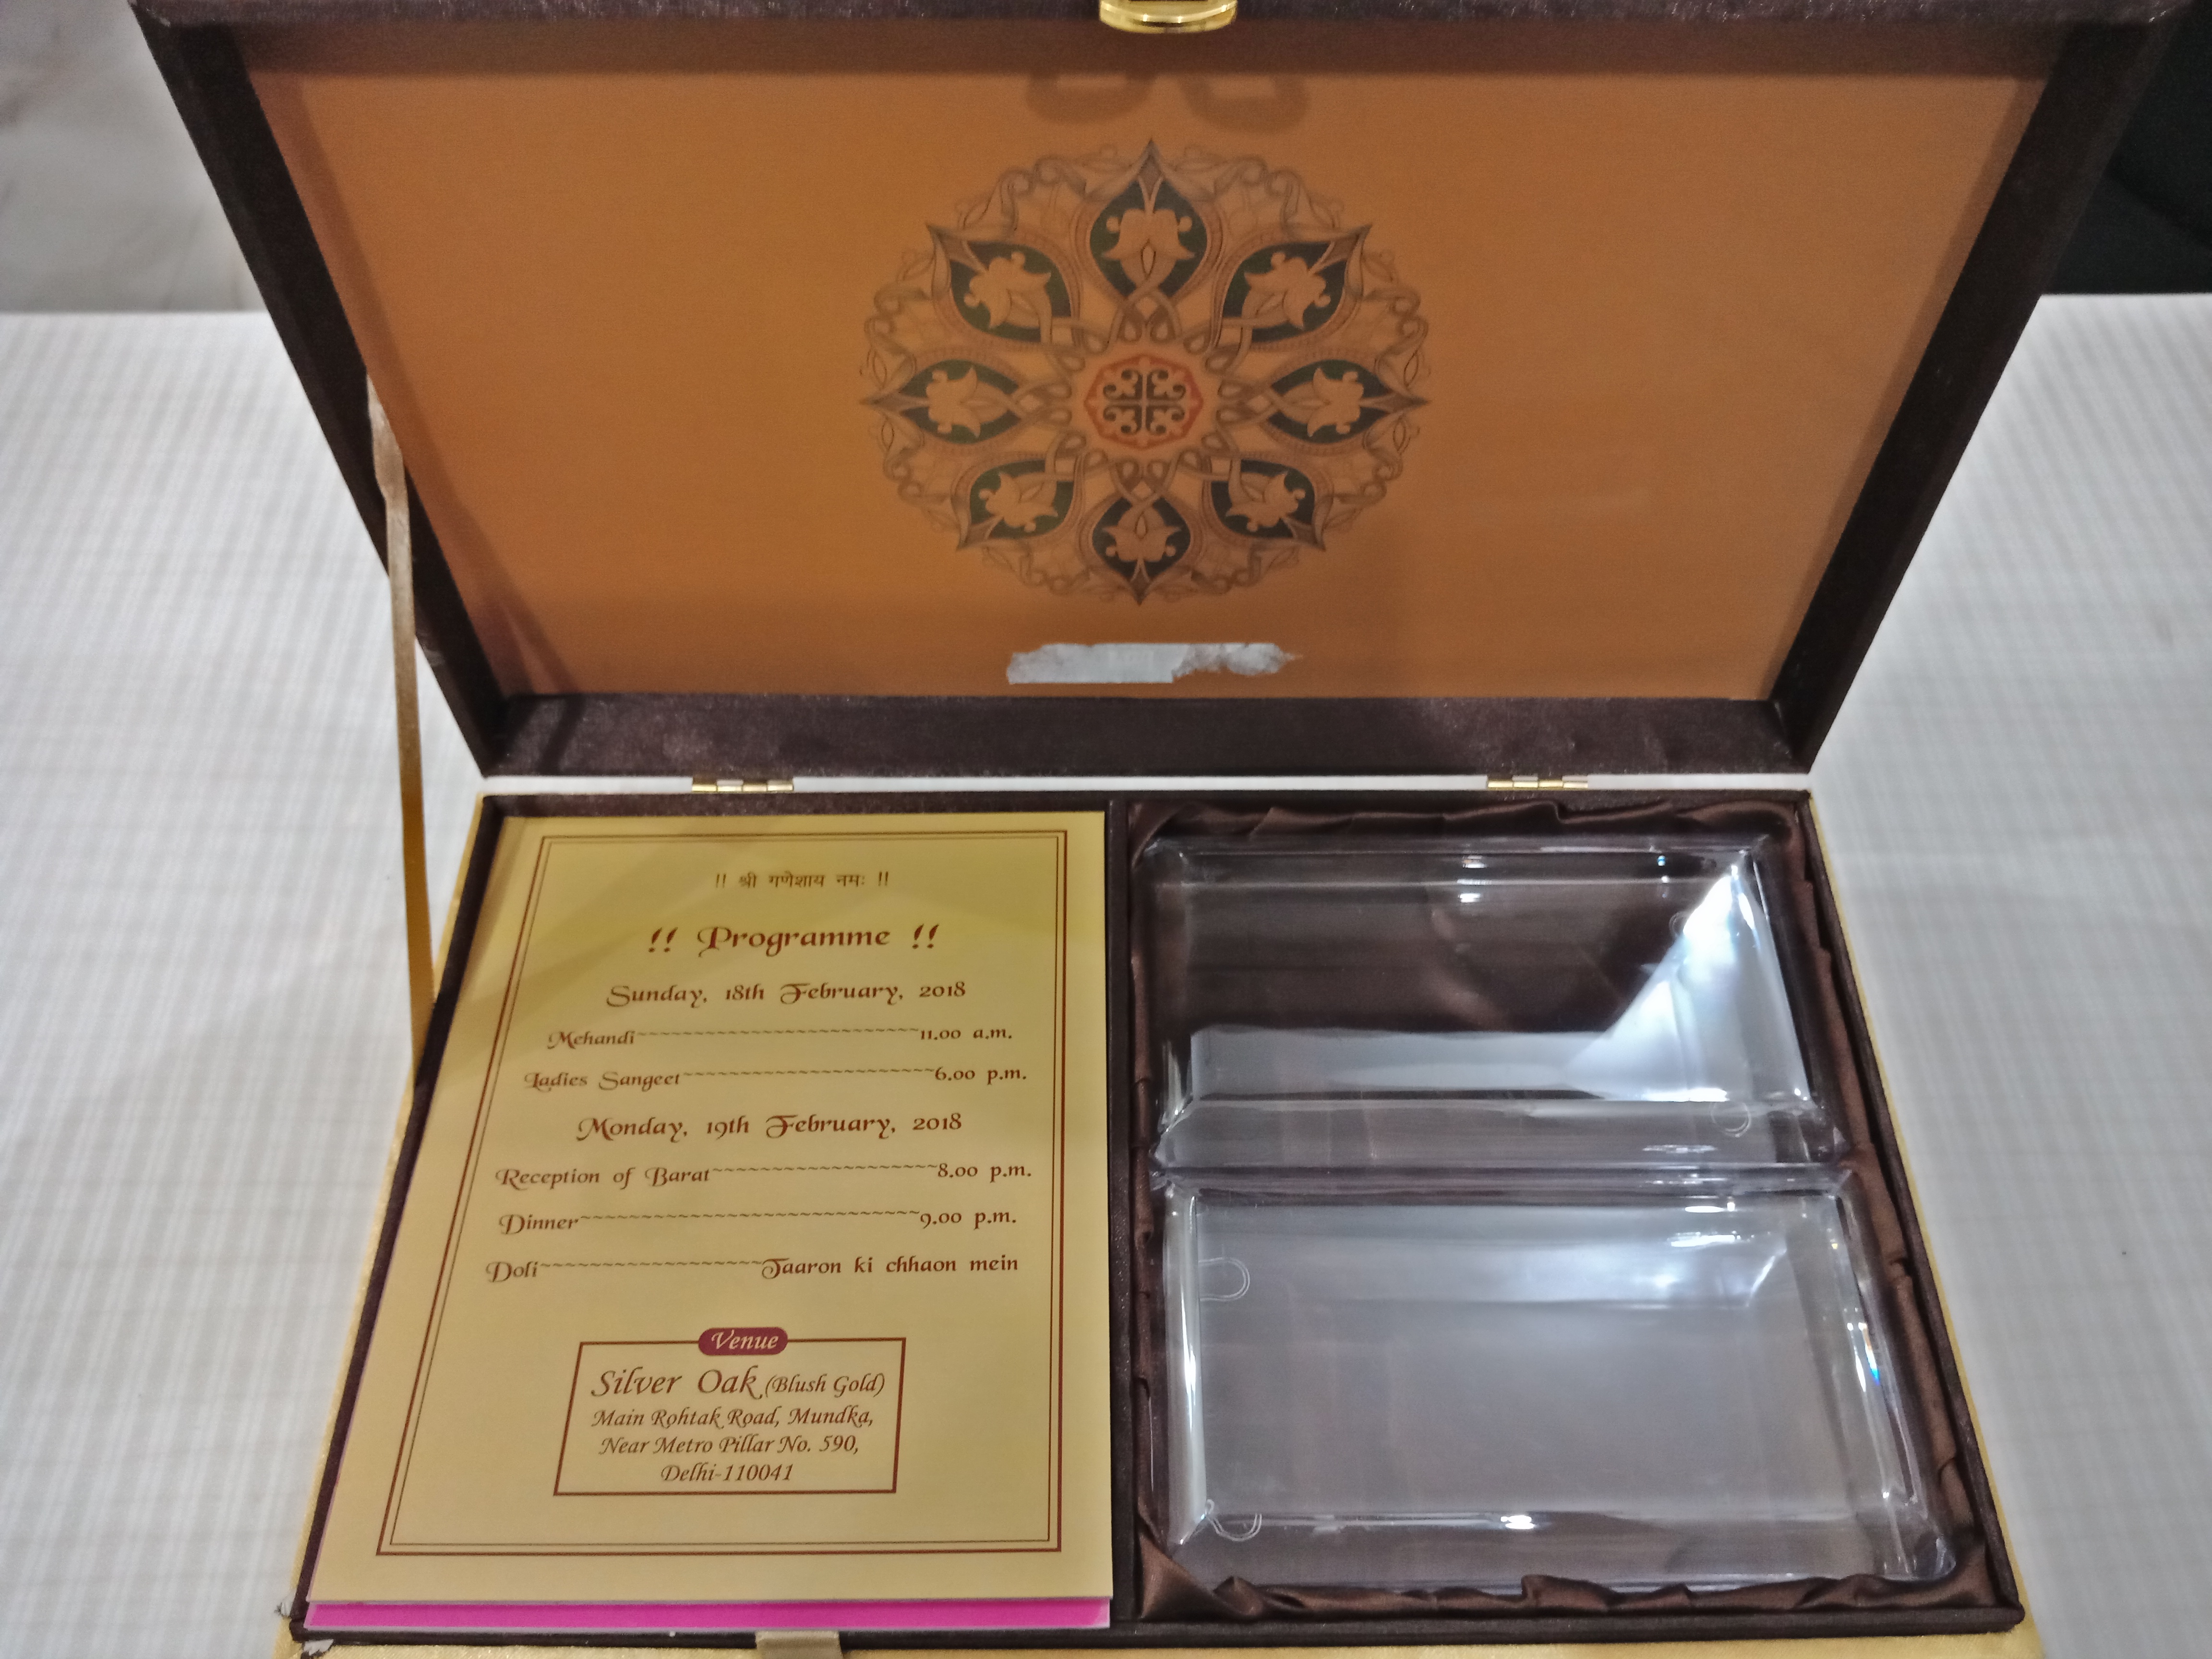 !! श्री गणेशाय नमः !!
!! Programme !!
Sunday, 18th February, 2018
Mehandi~~~~~~~~~~~~~~~~~~~~~~~11.00 a.m.
Ladies Sangeet~~~~~~~~~~~~~~~~~~~~6.00 p.m.
Monday, 19th February, 2018
Reception of Barat~~~~~~~~~~~~~~~~~~8.00 p.m.
Dinner~~~~~~~~~~~~~~~~~~~~~~~~~~~9.00 p.m.
Doli~~~~~~~~~~~~~~~~~~Taaron ki chhaon mein
Venue
Silver Oak (Blush Gold)
Main Rohtak Road, Mundka,
Near Metro Pillar No. 590,
Delhi-110041